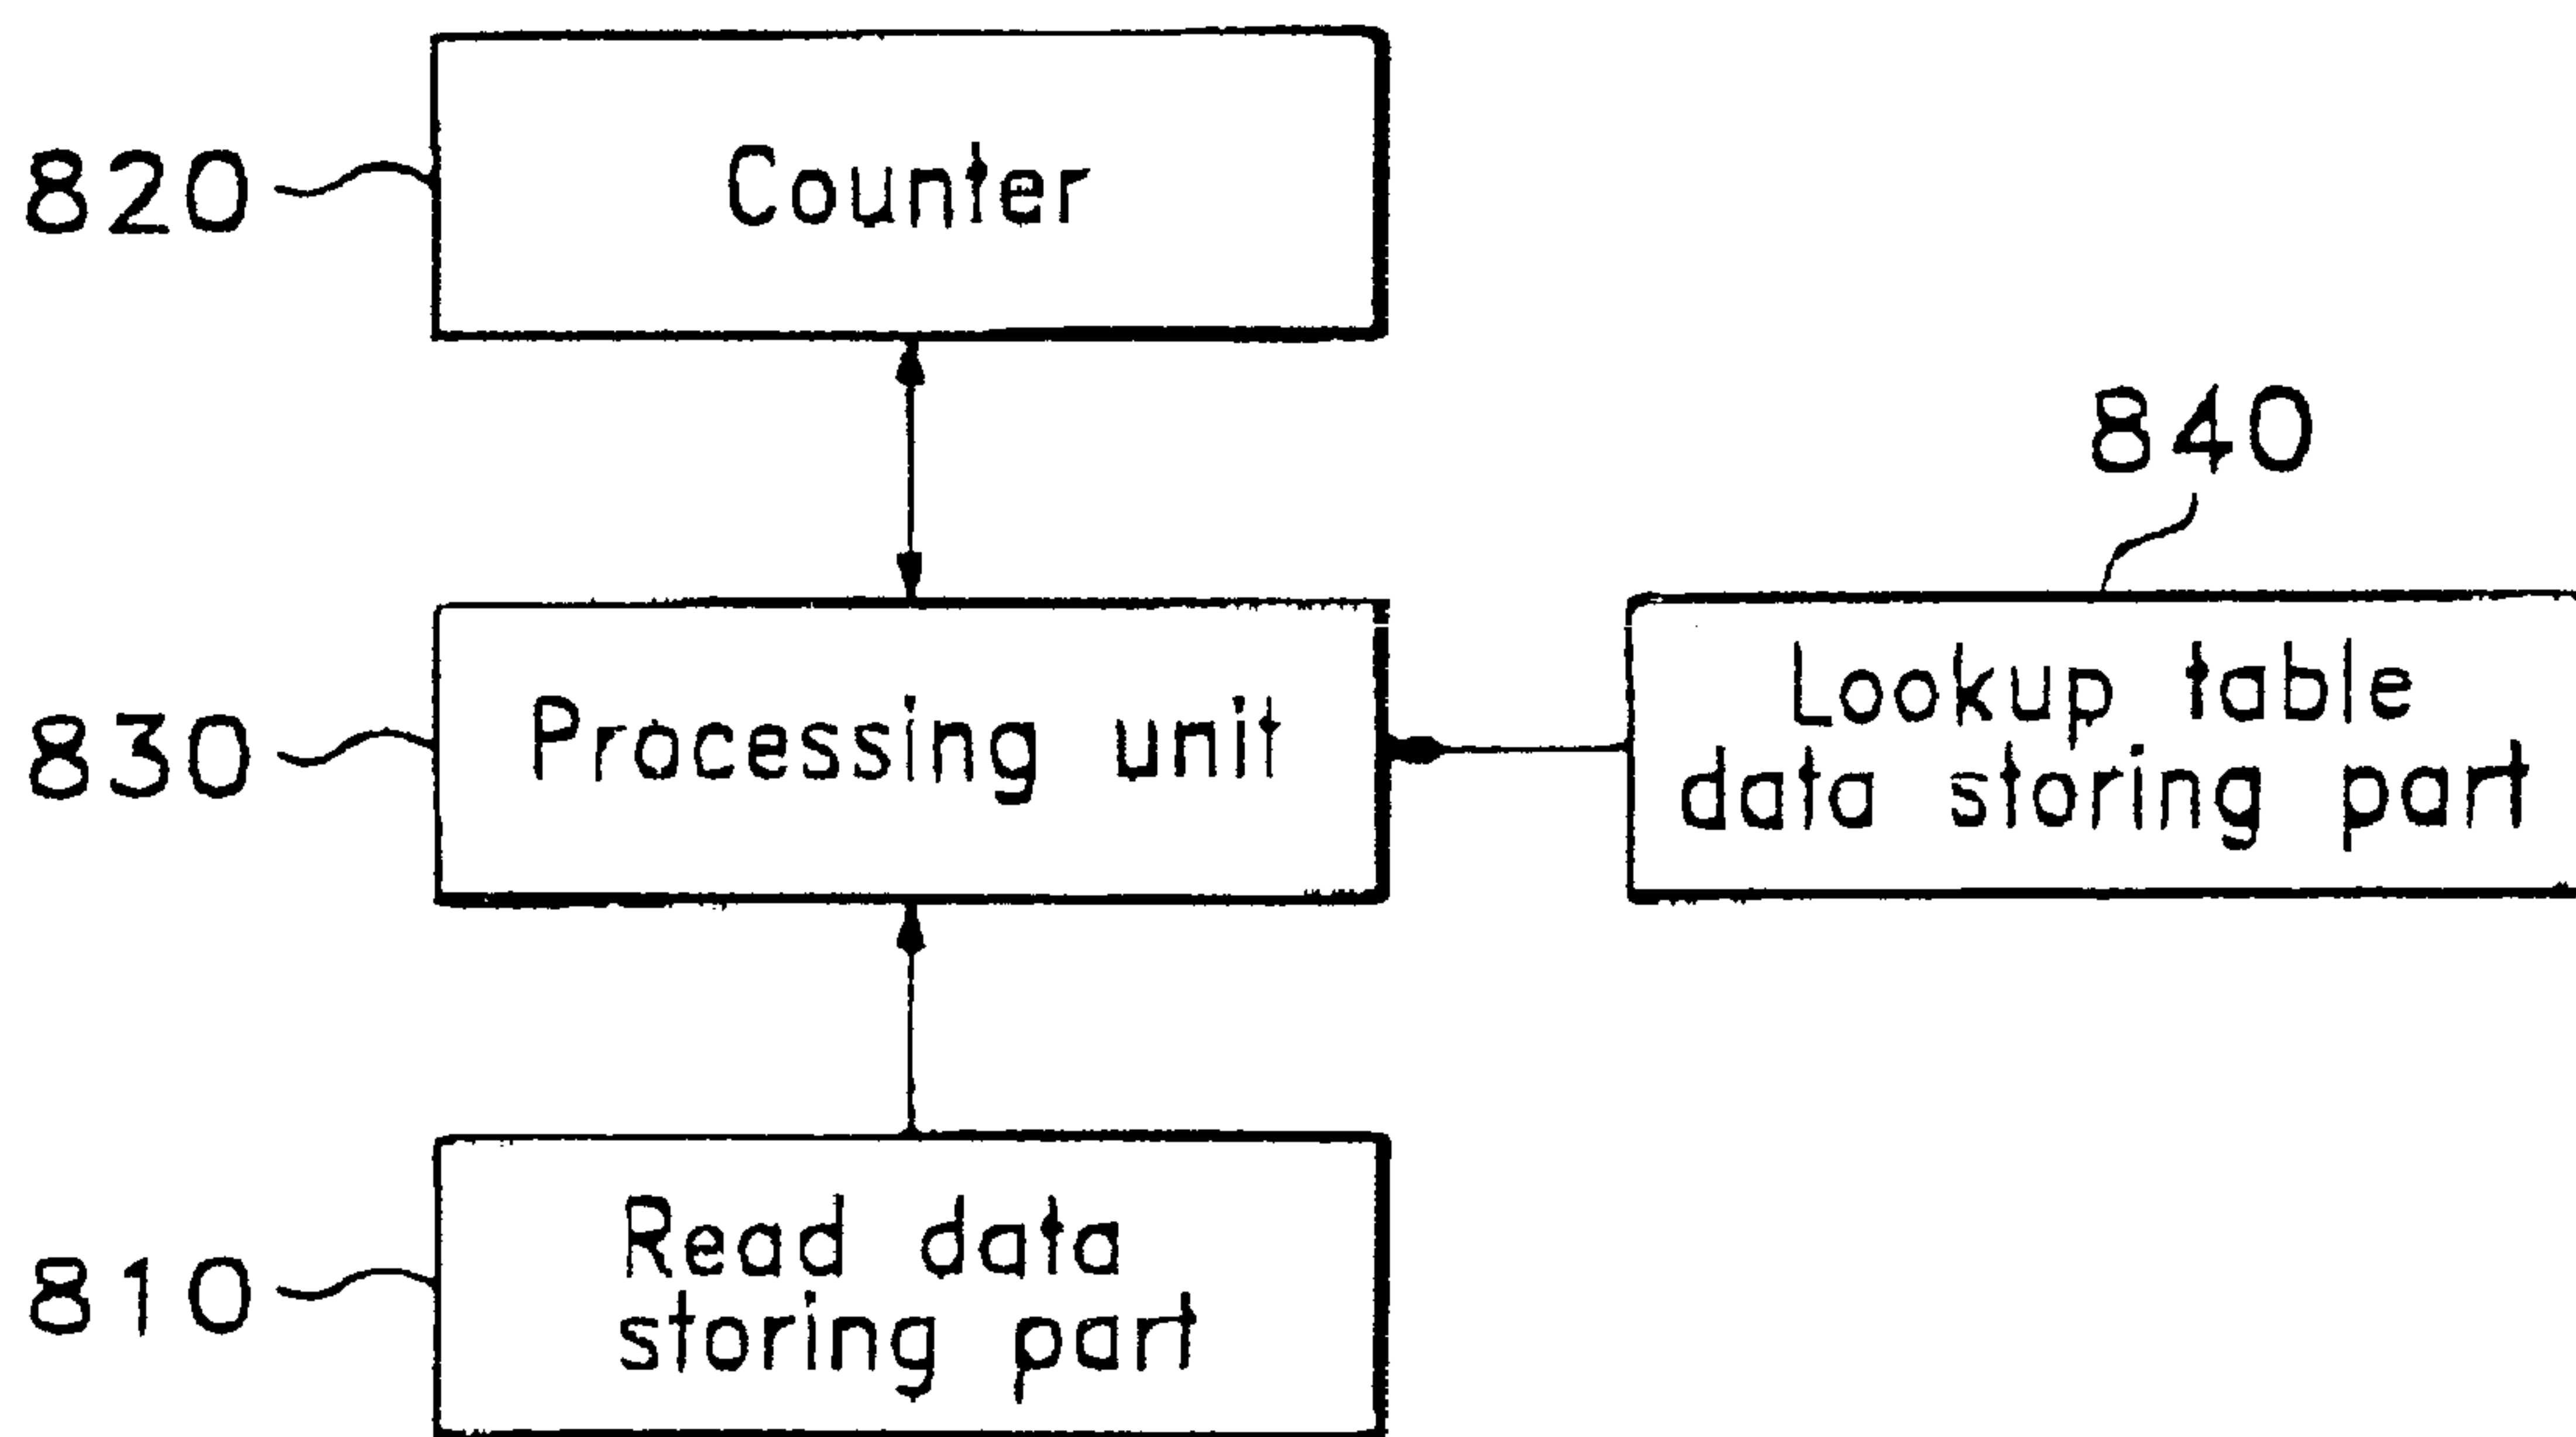 820
Counter
840
830
Processing unit
Lookup table
data storing part
810
Read data
storing part